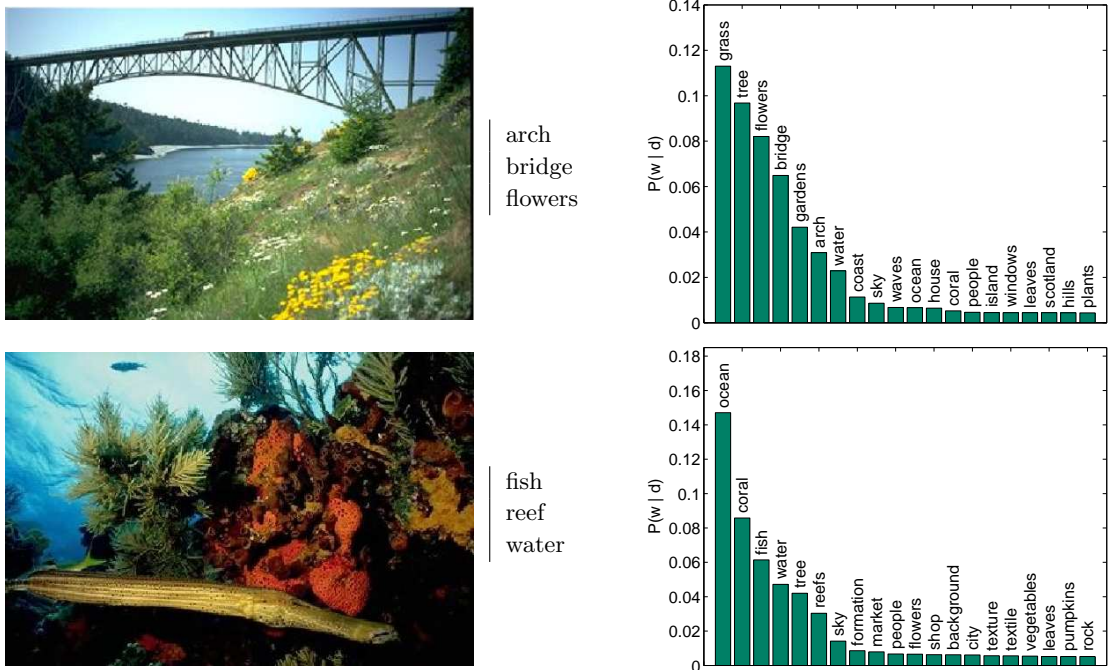 arch
bridge
flowers
P(w | d)
0.14
0.12
0.1
0.08
0.06
0.04
0.02
0
grass
tree
flowers
bridge
gardens
arch
water
coast
sky
waves
ocean
house
coral
people
island
windows
leaves
scotland
hills
plants
fish
reef
water
P(w | d)
0.18
0.16
0.14
0.12
0.1
0.08
0.06
0.04
0.02
0
ocean
coral
fish
water
tree
reefs
sky
formation
market
people
flowers
shop
background
city
texture
textile
vegetables
leaves
pumpkins
rock